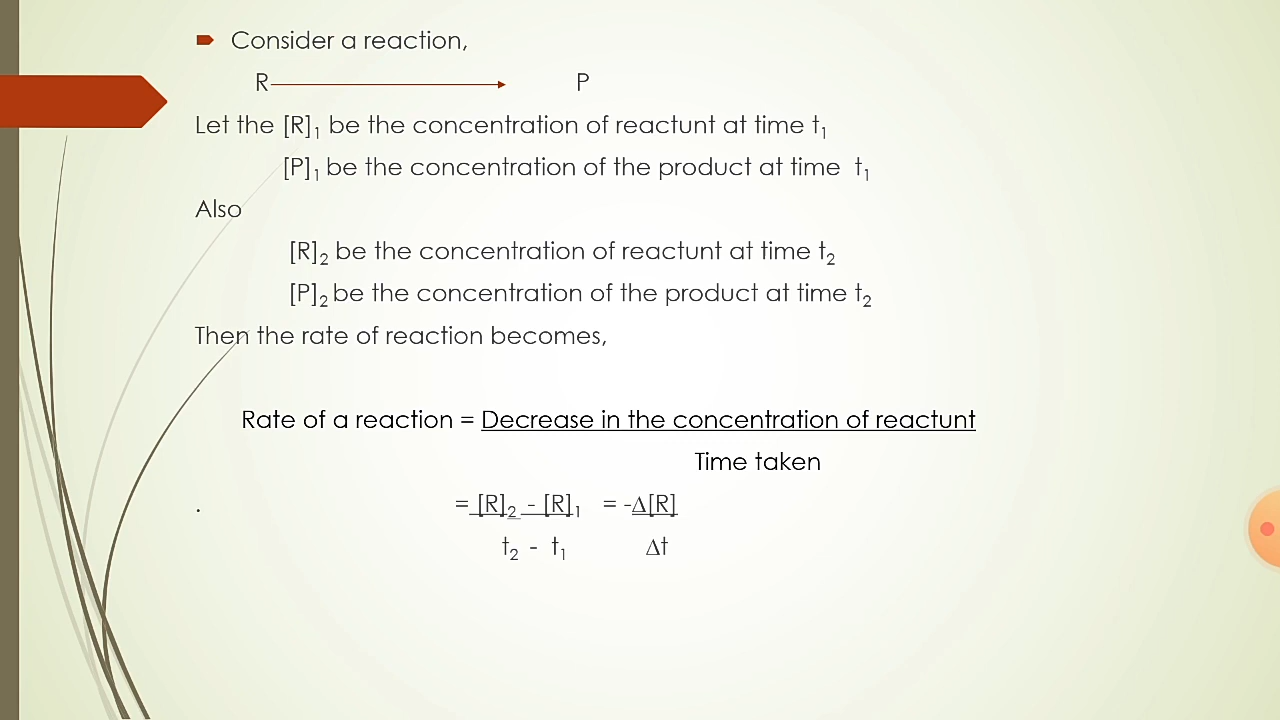 Consider a reaction,
R P
Let the [R]₁ be the concentration of reactunt at time t₁
[P]₁ be the concentration of the product at time t₁
Also
[R]₂ be the concentration of reactunt at time t₂
[P]₂ be the concentration of the product at time t₂
Then the rate of reaction becomes,
Rate of a reaction = Decrease in the concentration of reactunt
Time taken
. = [R]₂ - [R]₁ = -Δ[R]
t₂ - t₁ Δt